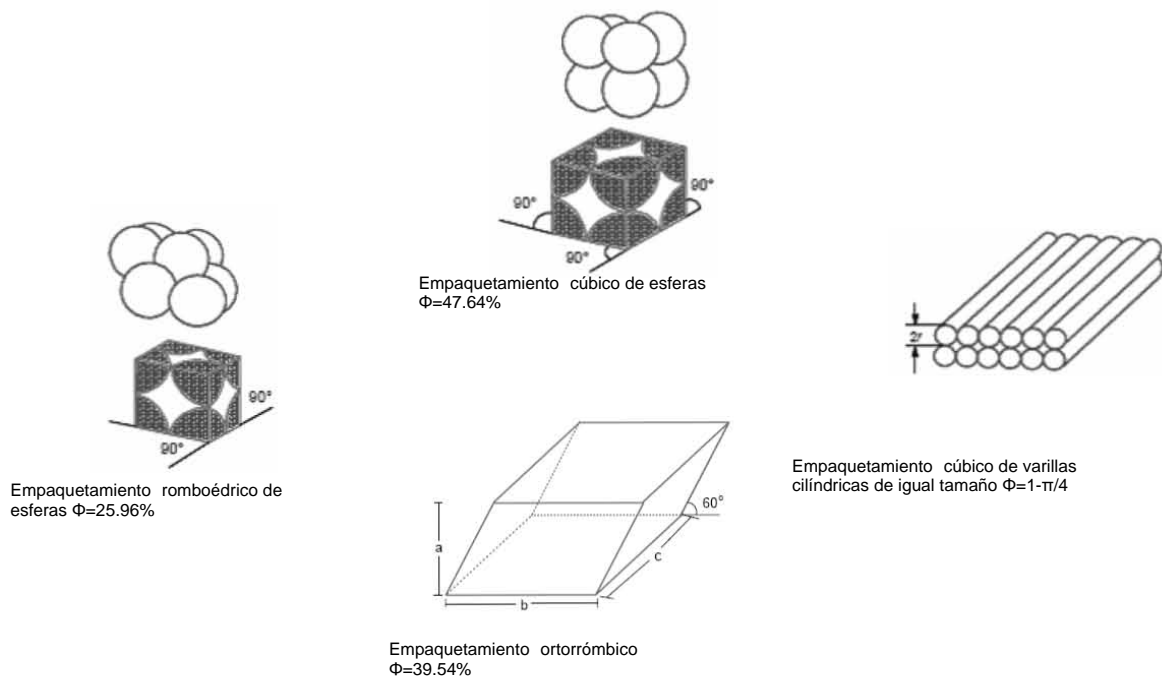 90°
90°
90°
Empaquetamiento cúbico de esferas
Φ=47.64%
90°
90°
Empaquetamiento romboédrico de
esferas Φ=25.96%
2r
Empaquetamiento cúbico de varillas
cilíndricas de igual tamaño Φ=1-π/4
a
b
c
60°
Empaquetamiento ortorrómbico
Φ=39.54%